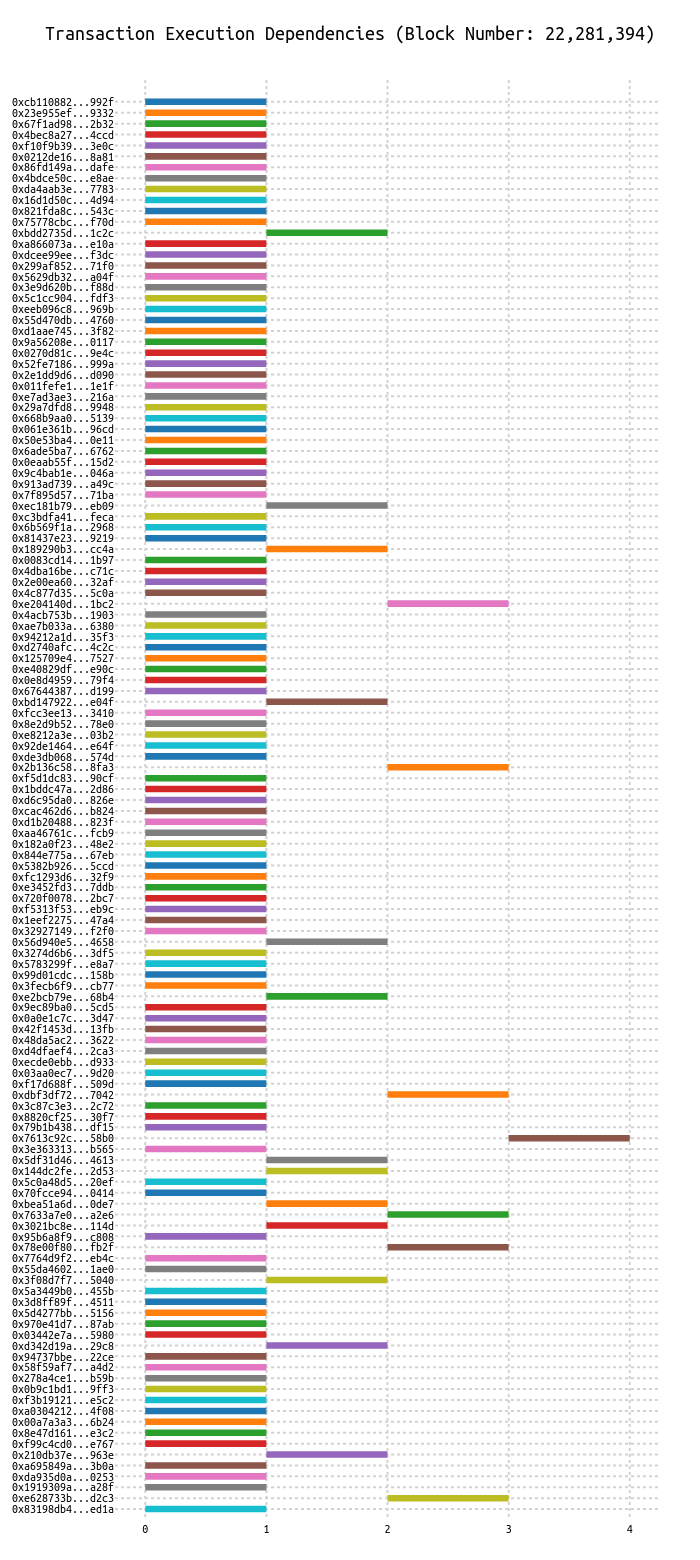 Transaction Execution Dependencies (Block Number: 22,281,394)
0xcb110882...992f
0x23e955ef...9332
0x67f1ad98...2b32
0x4bec8a27...4ccd
0xf10f9b39...3e0c
0x0212de16...8a81
0x86fd149a...dafe
0x4bdce50c...e8ae
0xda4aab3e...7783
0x16d1d50c...4d94
0x821fda8c...543c
0x75778cbc...f70d
0xbdd2735d...1c2c
0xa866073a...e10a
0xdcee99ee...f3dc
0x299af852...71f0
0x5629db32...a04f
0x3e9d620b...f88d
0x5c1cc904...fdf3
0xeeb096c8...969b
0x55d470db...4760
0xd1aae745...3f82
0x9a56208e...0117
0x0270d81c...9e4c
0x52fe7186...999a
0x2e1dd9d6...d090
0x011fefe1...1e1f
0xe7ad3ae3...216a
0x29a7dfd8...9948
0x668b9aa0...5139
0x061e361b...96cd
0x50e53ba4...0e11
0x6ade5ba7...6762
0x0eaab55f...15d2
0x9c4bab1e...046a
0x913ad739...a49c
0x7f895d57...71ba
0xec181b79...eb09
0xc3bdfa41...feca
0x6b569f1a...2968
0x81437e23...9219
0x189290b3...cc4a
0x0083cd14...1b97
0x4dba16be...c71c
0x2e00ea60...32af
0x4c877d35...5c0a
0xe204140d...1bc2
0x4acb753b...1903
0xae7b033a...6380
0x94212a1d...35f3
0xd2740afc...4c2c
0x125709e4...7527
0xe40829df...e90c
0x0e8d4959...79f4
0x67644387...d199
0xbd147922...e04f
0xfcc3ee13...3410
0x8e2d9b52...78e0
0xe8212a3e...03b2
0x92de1464...e64f
0xde3db068...574d
0x2b136c58...8fa3
0xf5d1dc83...90cf
0x1bddc47a...2d86
0xd6c95da0...826e
0xcac462d6...b824
0xd1b20488...823f
0xaa46761c...fcb9
0x182a0f23...48e2
0x844e775a...67eb
0x5382b926...5ccd
0xfc1293d6...32f9
0xe3452fd3...7ddb
0x720f0078...2bc7
0xf5313f53...eb9c
0x1eef2275...47a4
0x32927149...f2f0
0x56d940e5...4658
0x3274d6b6...3df5
0x5783299f...e8a7
0x99d01cdc...158b
0x3fecb6f9...cb77
0xe2bcb79e...68b4
0x9ec89ba0...5cd5
0x0a0e1c7c...3d47
0x42f1453d...13fb
0x48da5ac2...3622
0xd4dfaef4...2ca3
0xecde0ebb...d933
0x03aa0ec7...9d20
0xf17d688f...509d
0xdbf3df72...7042
0x3c87c3e3...2c72
0x8820cf25...30f7
0x79b1b438...df15
0x7613c92c...58b0
0x3e363313...b565
0x5df31d46...4613
0x144dc2fe...2d53
0x5c0a48d5...20ef
0x70fcce94...0414
0xbea51a6d...0de7
0x7633a7e0...a2e6
0x3021bc8e...114d
0x95b6a8f9...c808
0x78e00f80...fb2f
0x7764d9f2...eb4c
0x55da4602...1ae0
0x3f08d7f7...5040
0x5a3449b0...455b
0x3d8ff89f...4511
0x5d4277bb...5156
0x970e41d7...87ab
0x03442e7a...5980
0xd342d19a...29c8
0x94737bbe...22ce
0x58f59af7...a4d2
0x278a4ce1...b59b
0x0b9c1bd1...9ff3
0xf3b19121...e5c2
0xa0304212...4f08
0x00a7a3a3...6b24
0x8e47d161...e3c2
0xf99c4cd0...e767
0x210db37e...963e
0xa695849a...3b0a
0xda935d0a...0253
0x1919309a...a28f
0xe628733b...d2c3
0x83198db4...ed1a
0 1 2 3 4